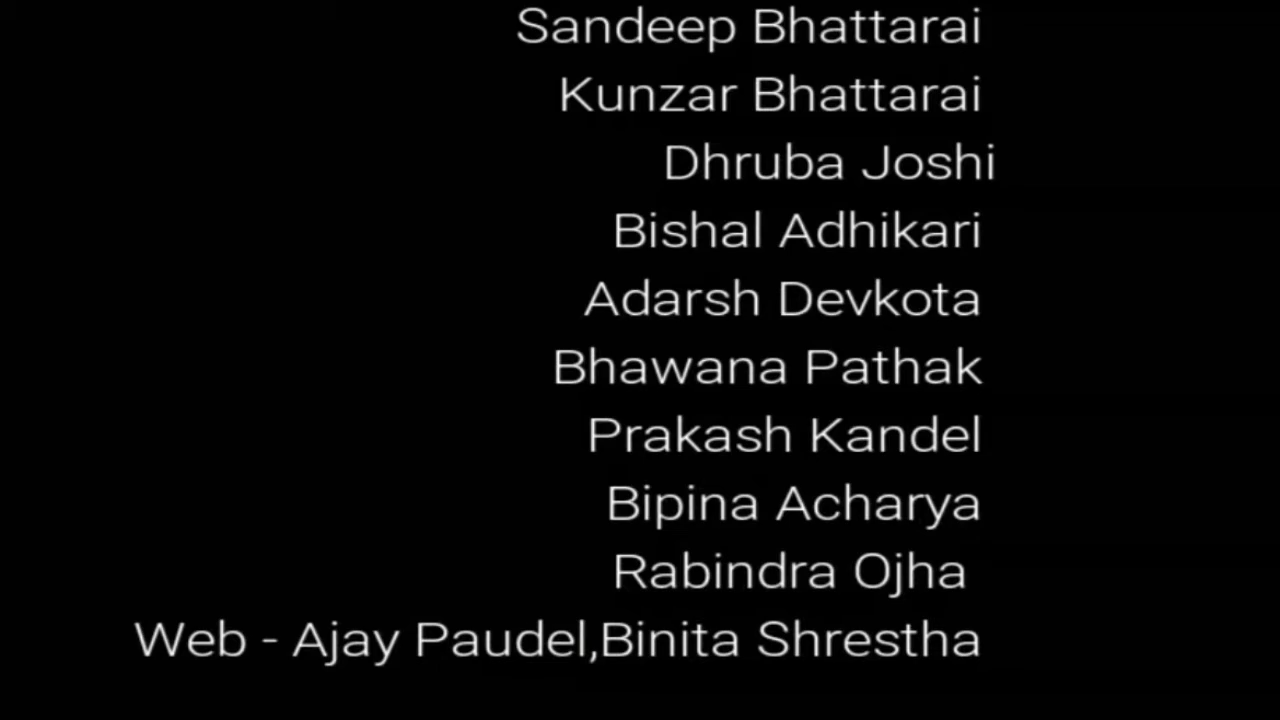 Sandeep Bhattarai
Kunzar Bhattarai
Dhruba Joshi
Bishal Adhikari
Adarsh Devkota
Bhawana Pathak
Prakash Kandel
Bipina Acharya
Rabindra Ojha
Web - Ajay Paudel,Binita Shrestha